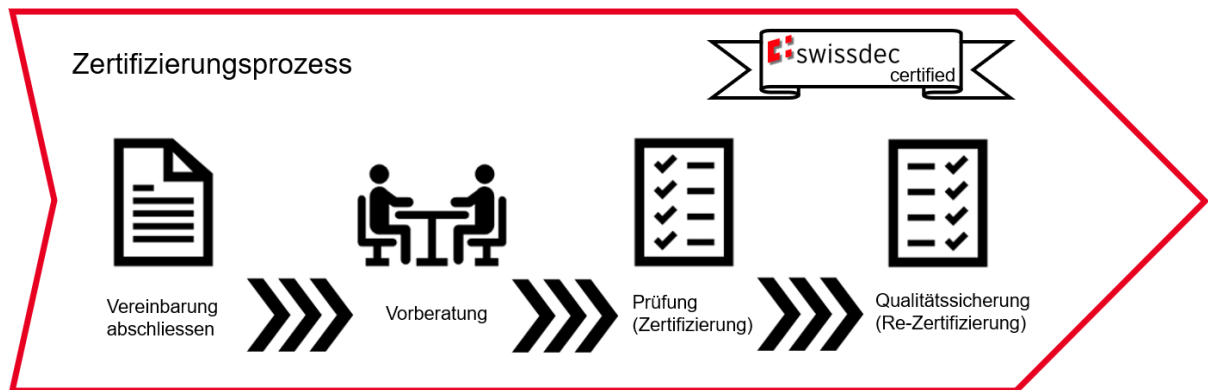 Zertifizierungsprozess
swissdec
certified
Vereinbarung
abschliessen
Vorberatung
Prüfung
(Zertifizierung)
Qualitätssicherung
(Re-Zertifizierung)